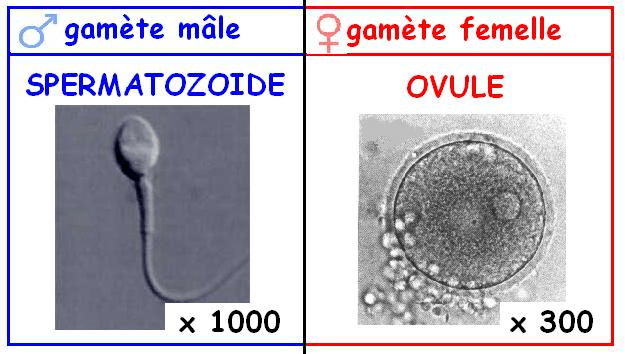 ♂ gamète mâle
SPERMATOZOIDE
x 1000
♀ gamète femelle
OVULE
x 300